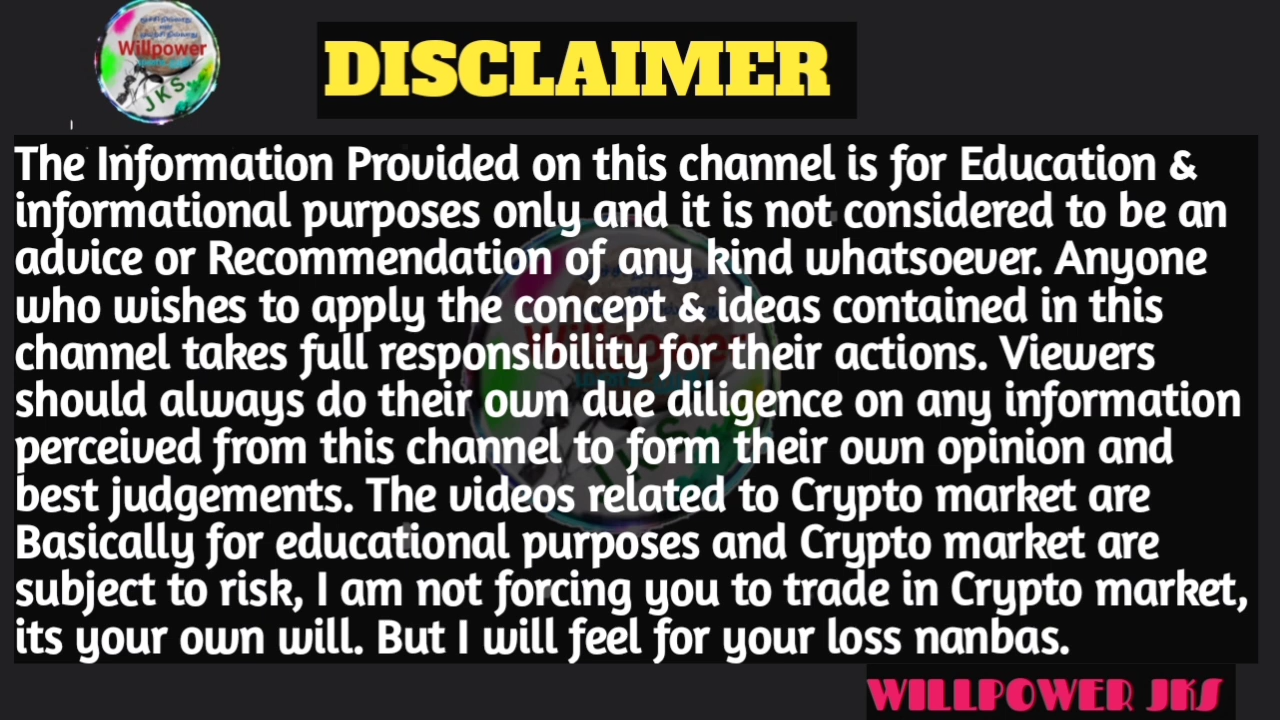 Willpower
JKS
DISCLAIMER
The Information Provided on this channel is for Education &
informational purposes only and it is not considered to be an
advice or Recommendation of any kind whatsoever. Anyone
who wishes to apply the concept & ideas contained in this
channel takes full responsibility for their actions. Viewers
should always do their own due diligence on any information
perceived from this channel to form their own opinion and
best judgements. The videos related to Crypto market are
Basically for educational purposes and Crypto market are
subject to risk, I am not forcing you to trade in Crypto market,
its your own will. But I will feel for your loss nanbas.
WILLPOWER JKS